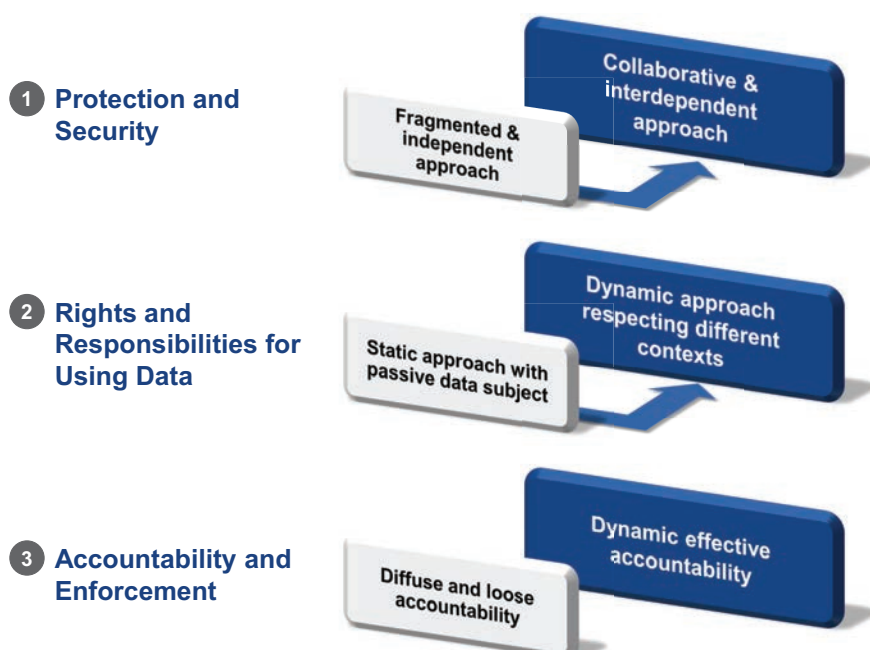 1 Protection and
Security
Fragmented &
independent
approach
Collaborative &
interdependent
approach
2 Rights and
Responsibilities for
Using Data
Static approach with
passive data subject
Dynamic approach
respecting different
contexts
3 Accountability and
Enforcement
Diffuse and loose
accountability
Dynamic effective
accountability